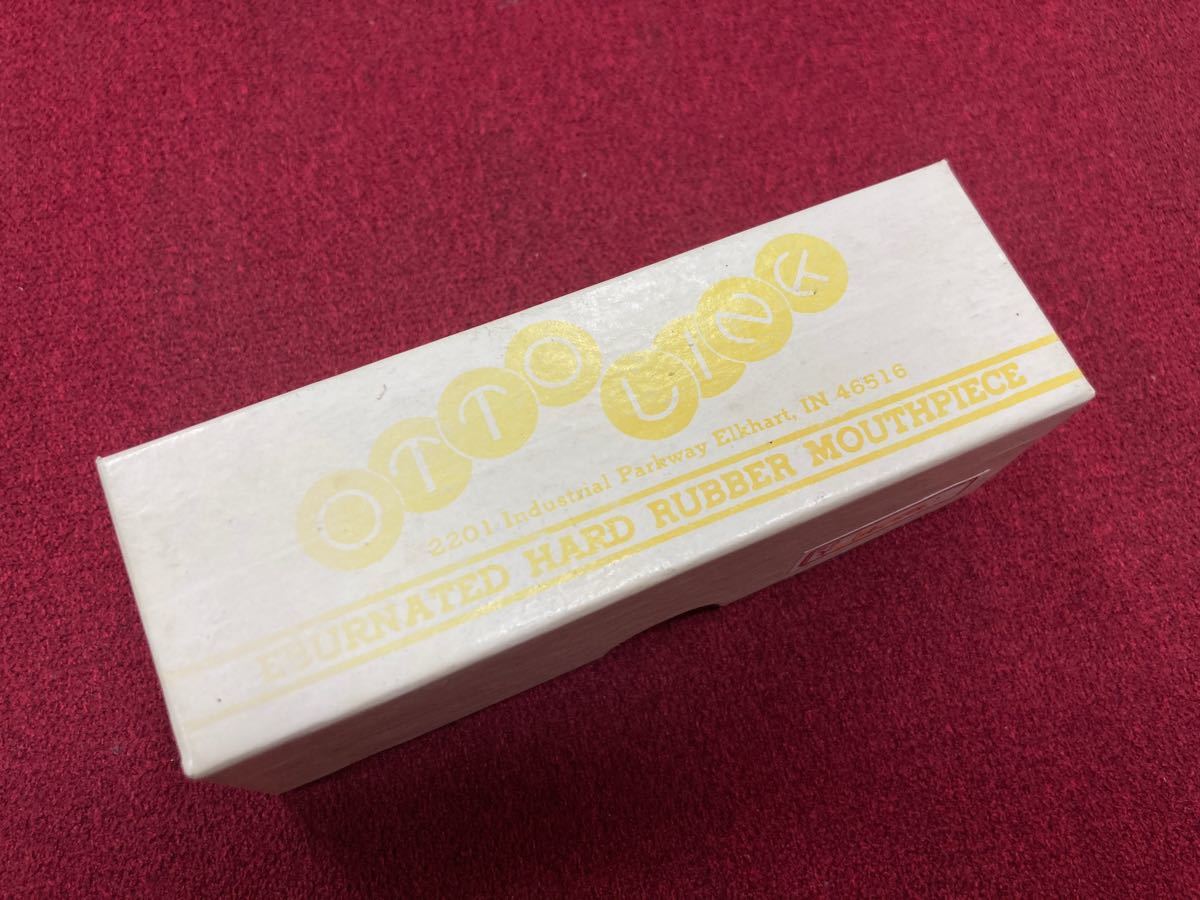 OTTO LINK
2201 Industrial Parkway Elkhart, IN 46516
EBURNATED HARD RUBBER MOUTHPIECE